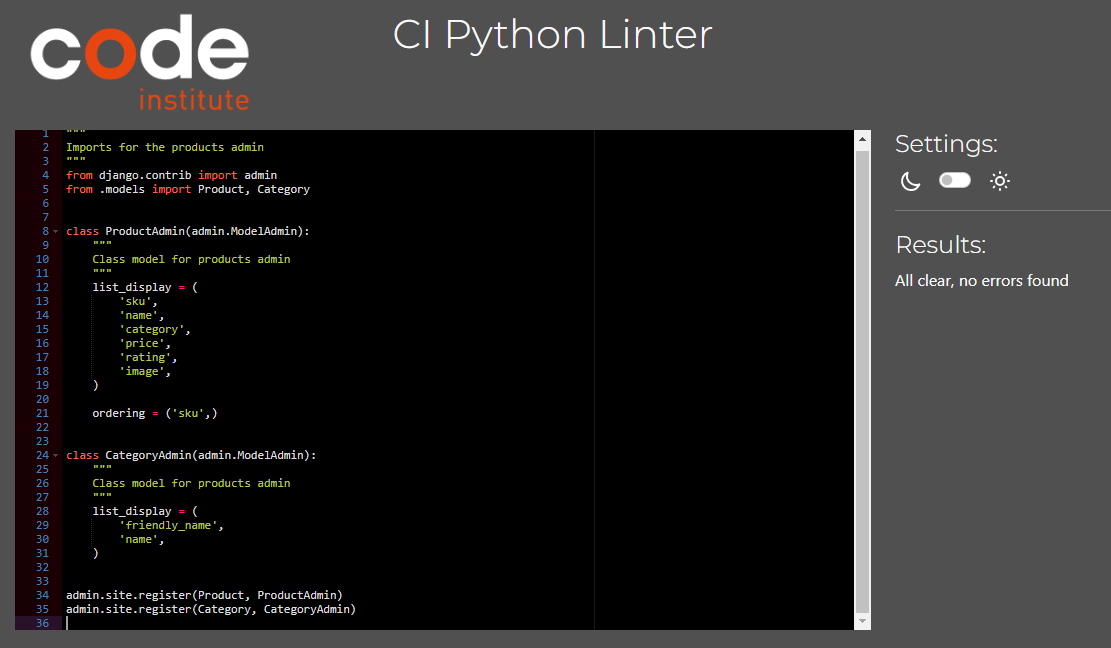 code
institute
CI Python Linter
1 """
2 Imports for the products admin
3 """
4 from django.contrib import admin
5 from .models import Product, Category
6
7
8 class ProductAdmin(admin.ModelAdmin):
9     """
10     Class model for products admin
11     """
12     list_display = (
13         'sku',
14         'name',
15         'category',
16         'price',
17         'rating',
18         'image',
19     )
20
21     ordering = ('sku',)
22
23
24 class CategoryAdmin(admin.ModelAdmin):
25     """
26     Class model for products admin
27     """
28     list_display = (
29         'friendly_name',
30         'name',
31     )
32
33
34 admin.site.register(Product, ProductAdmin)
35 admin.site.register(Category, CategoryAdmin)
36
Settings:
Results:
All clear, no errors found